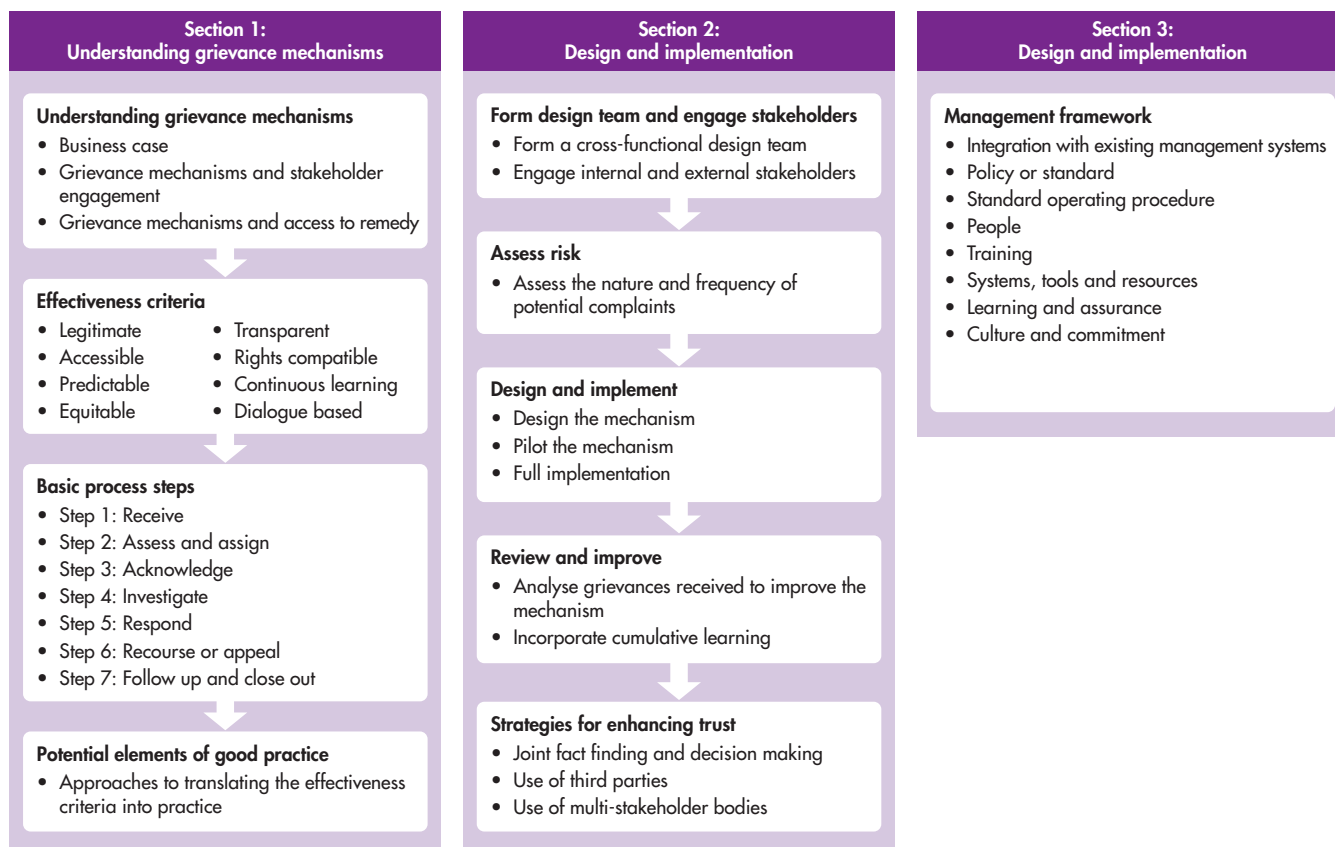 Section 1:
Understanding grievance mechanisms
Understanding grievance mechanisms
• Business case
• Grievance mechanisms and stakeholder
engagement
• Grievance mechanisms and access to remedy
Effectiveness criteria
• Legitimate
• Accessible
• Predictable
• Equitable
• Transparent
• Rights compatible
• Continuous learning
• Dialogue based
Basic process steps
• Step 1: Receive
• Step 2: Assess and assign
• Step 3: Acknowledge
• Step 4: Investigate
• Step 5: Respond
• Step 6: Recourse or appeal
• Step 7: Follow up and close out
Potential elements of good practice
• Approaches to translating the effectiveness
criteria into practice
Section 2:
Design and implementation
Form design team and engage stakeholders
• Form a cross-functional design team
• Engage internal and external stakeholders
Assess risk
• Assess the nature and frequency of
potential complaints
Design and implement
• Design the mechanism
• Pilot the mechanism
• Full implementation
Review and improve
• Analyse grievances received to improve the
mechanism
• Incorporate cumulative learning
Strategies for enhancing trust
• Joint fact finding and decision making
• Use of third parties
• Use of multi-stakeholder bodies
Section 3:
Design and implementation
Management framework
• Integration with existing management systems
• Policy or standard
• Standard operating procedure
• People
• Training
• Systems, tools and resources
• Learning and assurance
• Culture and commitment